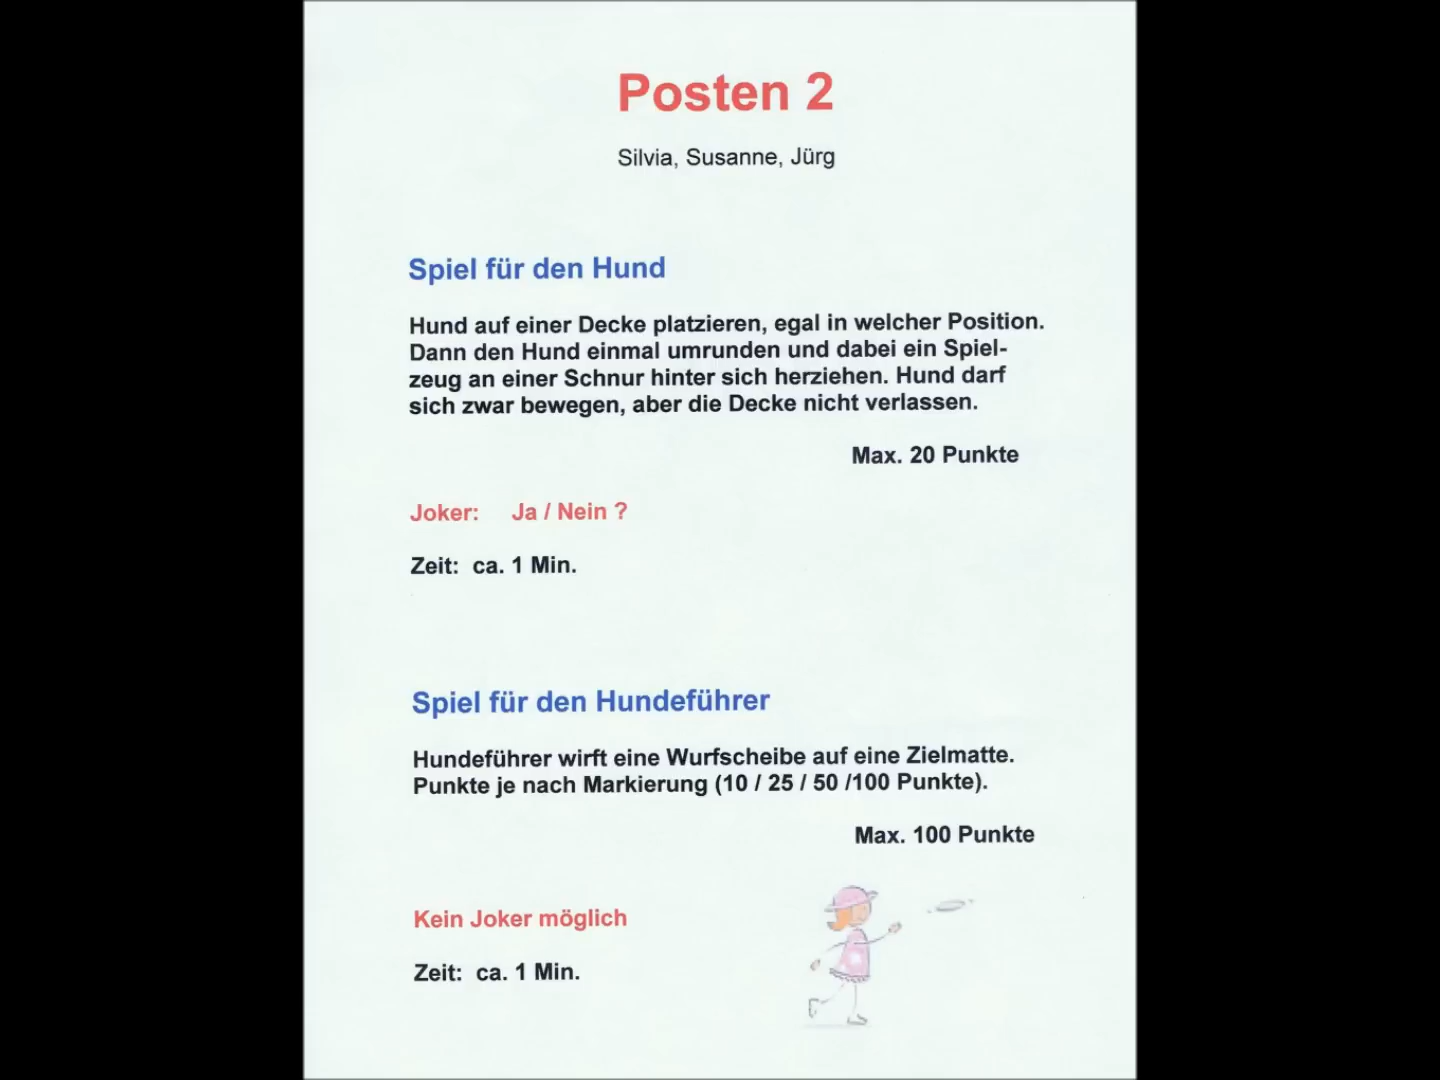 Posten 2
Silvia, Susanne, Jürg
Spiel für den Hund
Hund auf einer Decke platzieren, egal in welcher Position.
Dann den Hund einmal umrunden und dabei ein Spiel-
zeug an einer Schnur hinter sich herziehen. Hund darf
sich zwar bewegen, aber die Decke nicht verlassen.
Max. 20 Punkte
Joker: Ja / Nein ?
Zeit: ca. 1 Min.
Spiel für den Hundeführer
Hundeführer wirft eine Wurfscheibe auf eine Zielmatte.
Punkte je nach Markierung (10 / 25 / 50 /100 Punkte).
Max. 100 Punkte
Kein Joker möglich
Zeit: ca. 1 Min.